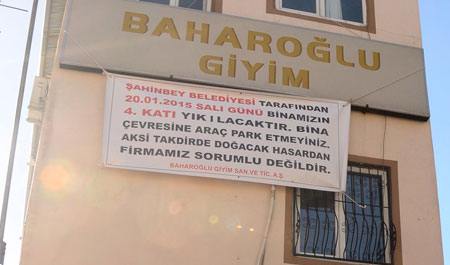 BAHAROĞLU
GİYİM
ŞAHİNBEY BELEDİYESİ TARAFINDAN
20.01.2015 SALI GÜNÜ BİNAMIZIN
4. KATI YIKILACAKTIR. BİNA
ÇEVRESİNE ARAÇ PARK ETMEYİNİZ.
AKSİ TAKDİRDE DOĞACAK HASARDAN
FİRMAMIZ SORUMLU DEĞİLDİR.
BAHAROĞLU GİYİM SAN.VE TİC. A.Ş.